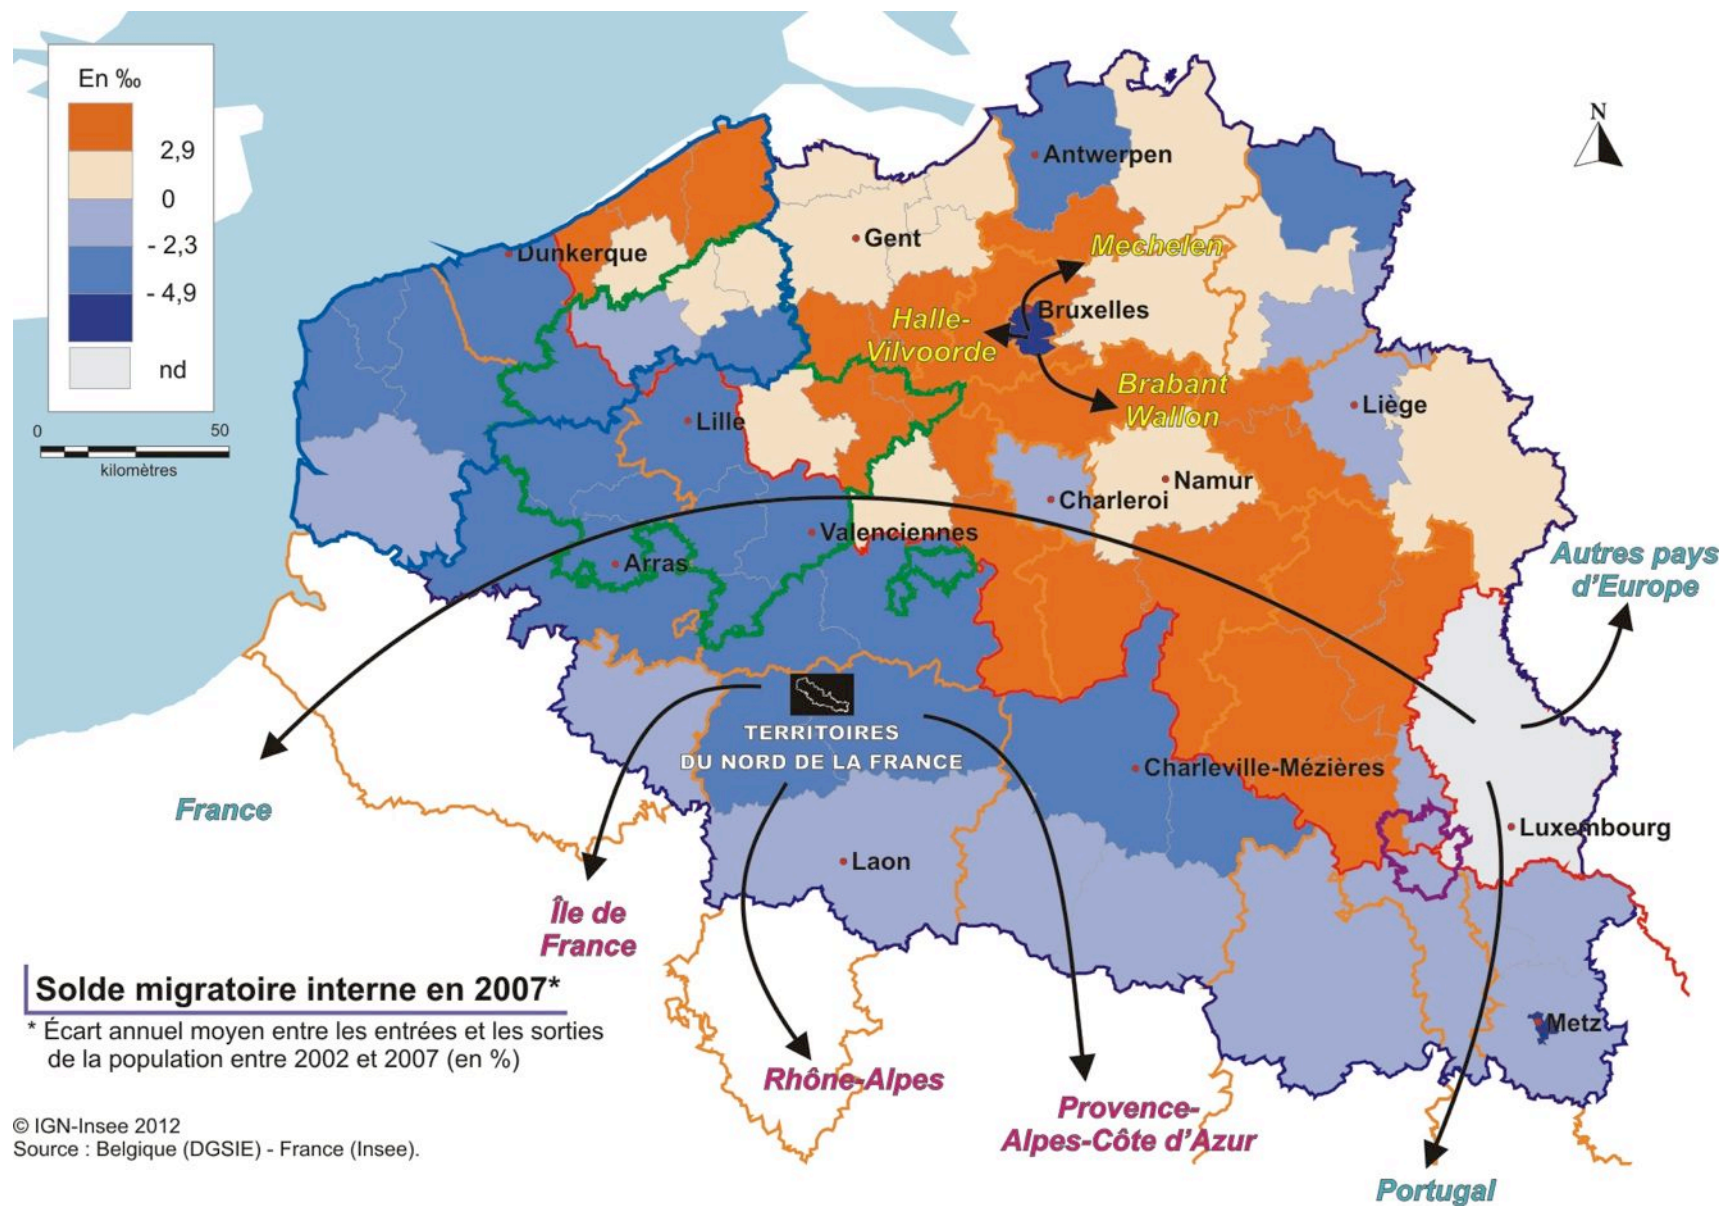 En ‰
2,9
0
- 2,3
- 4,9
nd
0 50
kilomètres
N
Antwerpen
Gent
Dunkerque
Mechelen
Bruxelles
Halle-
Vilvoorde
Brabant
Wallon
Liège
Lille
Namur
Charleroi
Valenciennes
Arras
Autres pays
d'Europe
TERRITOIRES
DU NORD DE LA FRANCE
Charleville-Mézières
France
Luxembourg
Laon
Île de
France
Solde migratoire interne en 2007*
* Écart annuel moyen entre les entrées et les sorties
de la population entre 2002 et 2007 (en %)
Metz
Rhône-Alpes
Provence-
Alpes-Côte d'Azur
© IGN-Insee 2012
Source : Belgique (DGSIE) - France (Insee).
Portugal